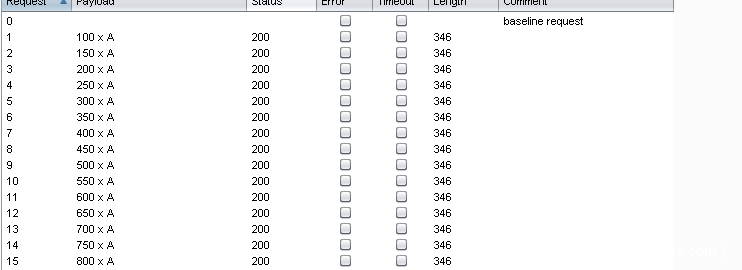 Request Payload Status Error Timeout Length Comment
0 baseline request
1 100 x A 200 346
2 150 x A 200 346
3 200 x A 200 346
4 250 x A 200 346
5 300 x A 200 346
6 350 x A 200 346
7 400 x A 200 346
8 450 x A 200 346
9 500 x A 200 346
10 550 x A 200 346
11 600 x A 200 346
12 650 x A 200 346
13 700 x A 200 346
14 750 x A 200 346
15 800 x A 200 346